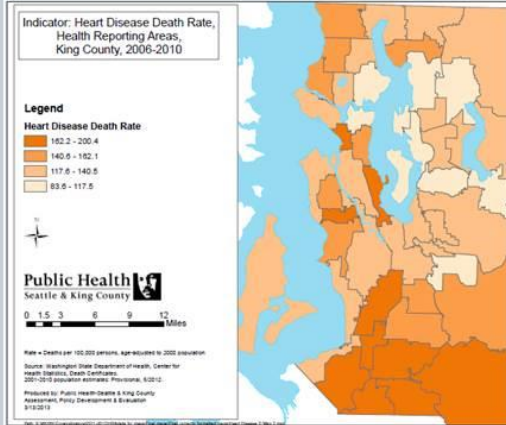 Indicator: Heart Disease Death Rate,
Health Reporting Areas,
King County, 2006-2010
Legend
Heart Disease Death Rate
162.2 - 200.4
140.6 - 162.1
117.6 - 140.5
83.6 - 117.5
Public Health
Seattle & King County
0 1.5 3 6 9 12
Miles
Rate = Deaths per 100,000 persons, age-adjusted to 2000 population
Source: Washington State Department of Health, Center for
Health Statistics, Death Certificates.
2001-2010 population estimates: Provisional, 5/2012.
Produced by: Public Health-Seattle & King County
Assessment, Policy Development & Evaluation
3/13/2013